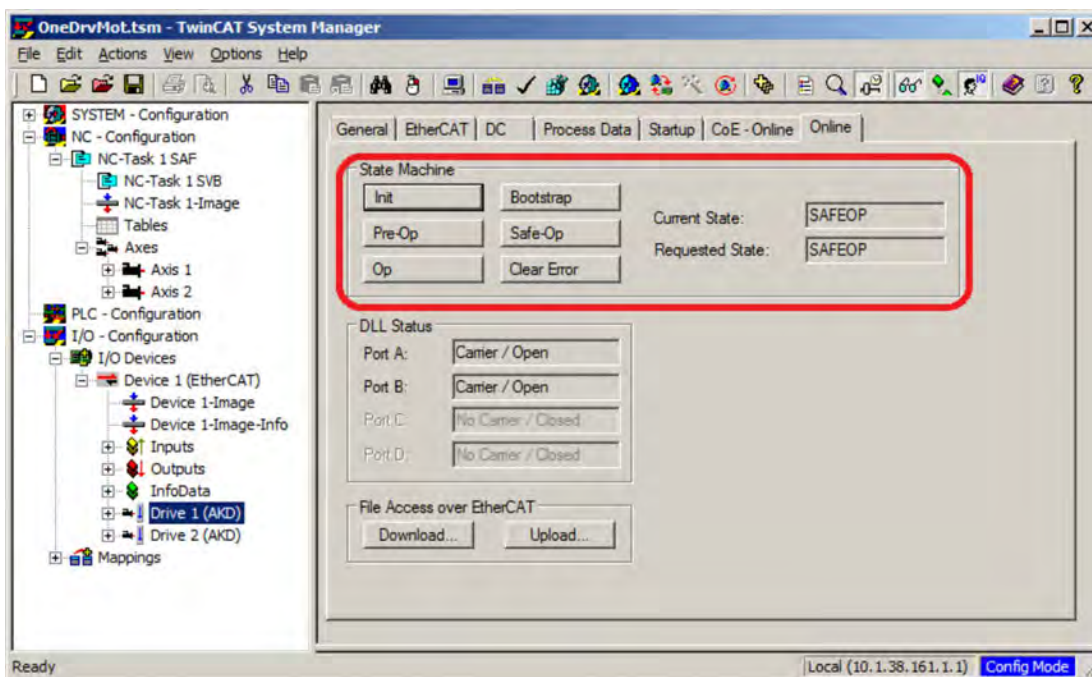 OneDrvMot.tsm - TwinCAT System Manager
File Edit Actions View Options Help
SYSTEM - Configuration
NC - Configuration
NC-Task 1 SAF
NC-Task 1 SVB
NC-Task 1-Image
Tables
Axes
Axis 1
Axis 2
PLC - Configuration
I/O - Configuration
I/O Devices
Device 1 (EtherCAT)
Device 1-Image
Device 1-Image-Info
Inputs
Outputs
InfoData
Drive 1 (AKD)
Drive 2 (AKD)
Mappings
General EtherCAT DC Process Data Startup CoE - Online Online
State Machine
Init Bootstrap
Pre-Op Safe-Op
Op Clear Error
Current State: SAFEOP
Requested State: SAFEOP
DLL Status
Port A: Carrier / Open
Port B: Carrier / Open
Port C: No Carrier / Closed
Port D: No Carrier / Closed
File Access over EtherCAT
Download... Upload...
Ready Local (10.1.38.161.1.1) Config Mode